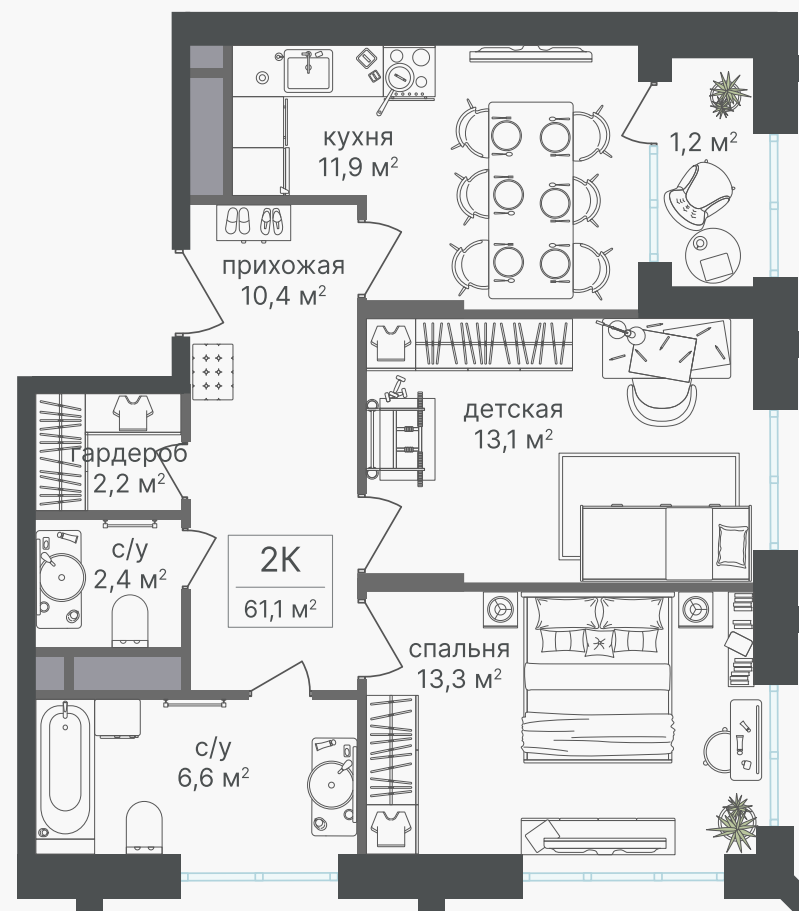 кухня
11,9 м²
1,2 м²
прихожая
10,4 м²
детская
13,1 м²
гардероб
2,2 м²
с/у
2,4 м²
2К
61,1 м²
спальня
13,3 м²
с/у
6,6 м²